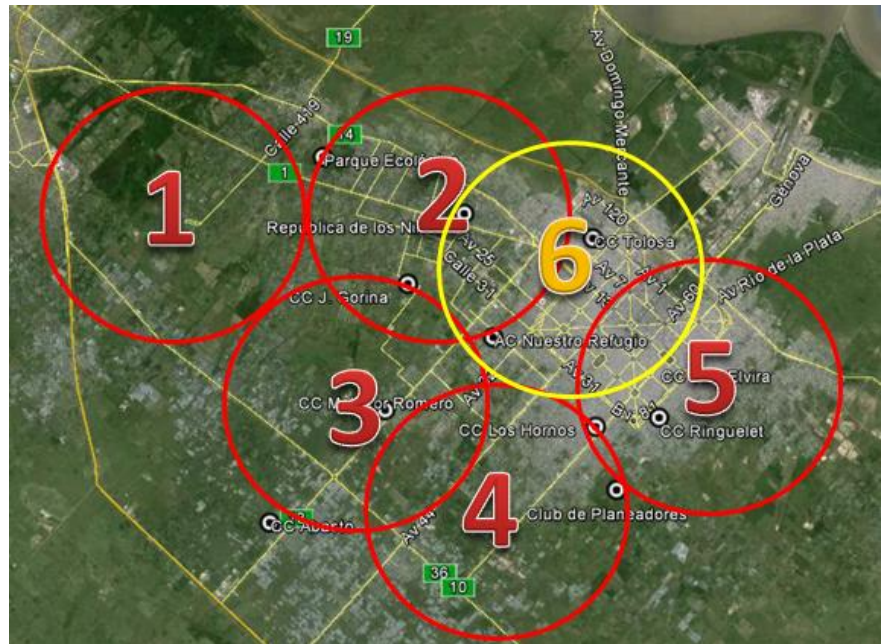 19
Av Domingo Mercante
Calle 419
14
Parque Ecoló
1
Genova
1
2
Av 120
Republica de los Ni
CC Tolosa
6
Av 25
Calle 31
Av 7
Av 1
Av 60
Av Rio de la Plata
CC J. Gorina
AC Nuestro Refugio
Av 31
Elvira
5
3
CC M
or Romero
CC Los Hornos
CC Ringuelet
4
Club de Planeadores
CC Abasto
Av 44
36
10